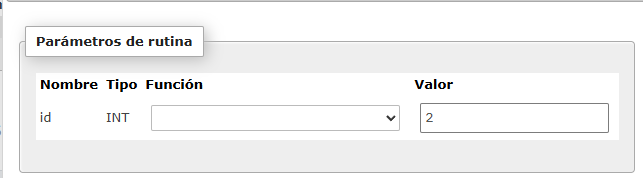 Parámetros de rutina
Nombre Tipo Función Valor
id INT 2